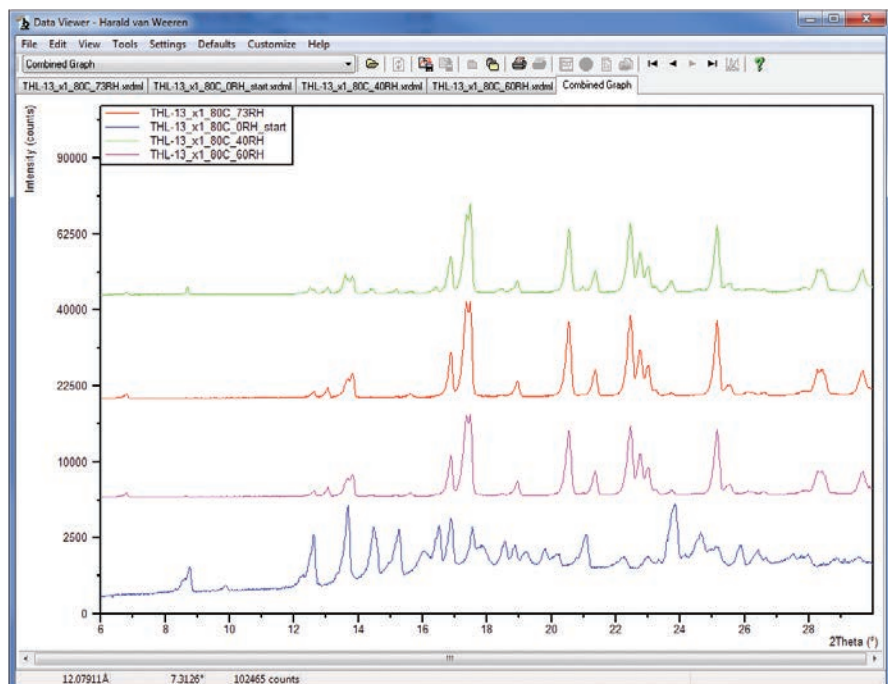 Data Viewer - Harald van Weeren
File Edit View Tools Settings Defaults Customize Help
Combined Graph
THL-13_x1_80C_73RH.xrdml THL-13_x1_80C_0RH_start.xrdml THL-13_x1_80C_40RH.xrdml THL-13_x1_80C_60RH.xrdml Combined Graph
Intensity (counts)
THL-13_x1_80C_73RH
THL-13_x1_80C_0RH_start
THL-13_x1_80C_40RH
THL-13_x1_80C_60RH
90000
62500
40000
22500
10000
2500
0
6 8 10 12 14 16 18 20 22 24 26 28
2Theta (°)
12.07911Å 7.3126° 102465 counts